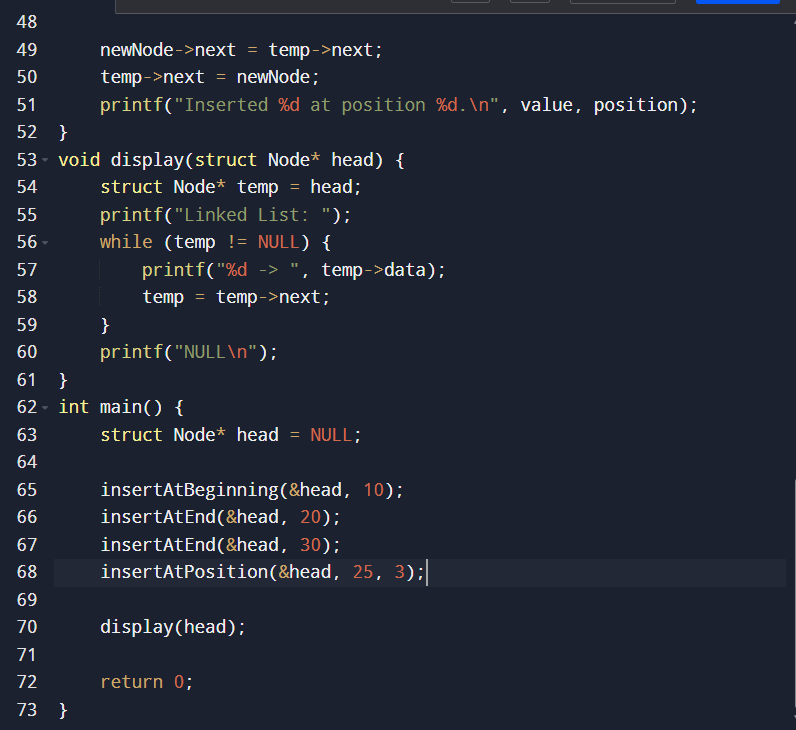 48
49     newNode->next = temp->next;
50     temp->next = newNode;
51     printf("Inserted %d at position %d.\n", value, position);
52 }
53 void display(struct Node* head) {
54     struct Node* temp = head;
55     printf("Linked List: ");
56     while (temp != NULL) {
57         printf("%d -> ", temp->data);
58         temp = temp->next;
59     }
60     printf("NULL\n");
61 }
62 int main() {
63     struct Node* head = NULL;
64
65     insertAtBeginning(&head, 10);
66     insertAtEnd(&head, 20);
67     insertAtEnd(&head, 30);
68     insertAtPosition(&head, 25, 3);
69
70     display(head);
71
72     return 0;
73 }